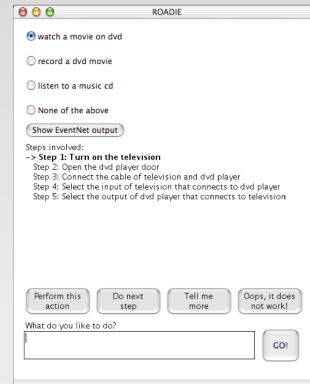 ROADIE
watch a movie on dvd
record a dvd movie
listen to a music cd
None of the above
Show EventNet output
Steps involved:
-> Step 1: Turn on the television
Step 2: Open the dvd player door
Step 3: Connect the cable of television and dvd player
Step 4: Select the input of television that connects to dvd player
Step 5: Select the output of dvd player that connects to television
Perform this
action
Do next
step
Tell me
more
Oops, it does
not work!
What do you like to do?
GO!